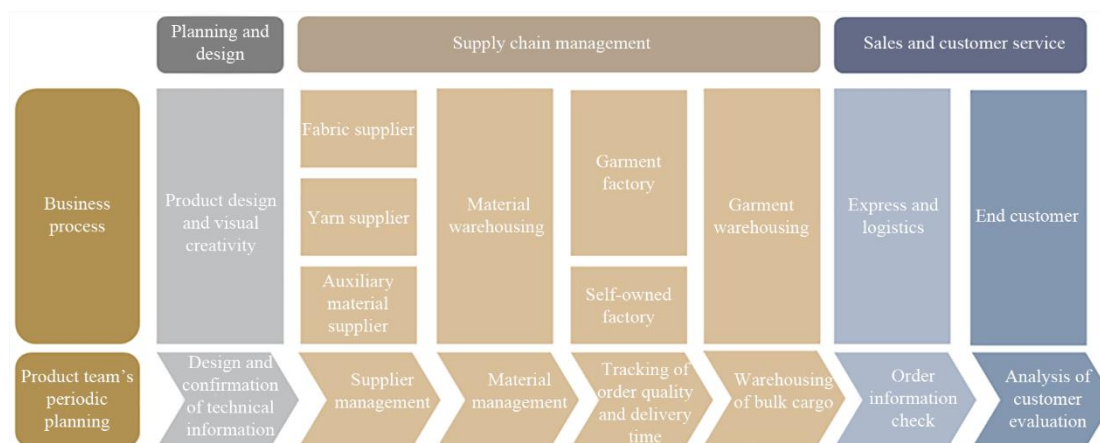 Planning and
design
Supply chain management
Sales and customer service
Business
process
Product design
and visual
creativity
Fabric supplier
Yarn supplier
Auxiliary
material
supplier
Material
warehousing
Garment
factory
Self-owned
factory
Garment
warehousing
Express and
logistics
End customer
Product team’s
periodic
planning
Design and
confirmation
of technical
information
Supplier
management
Material
management
Tracking of
order quality
and delivery
time
Warehousing
of bulk cargo
Order
information
check
Analysis of
customer
evaluation